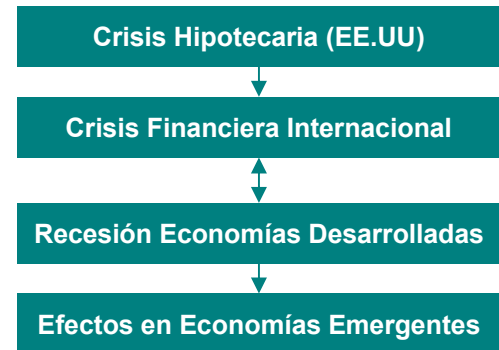 Crisis Hipotecaria (EE.UU)
Crisis Financiera Internacional
Recesión Economías Desarrolladas
Efectos en Economías Emergentes